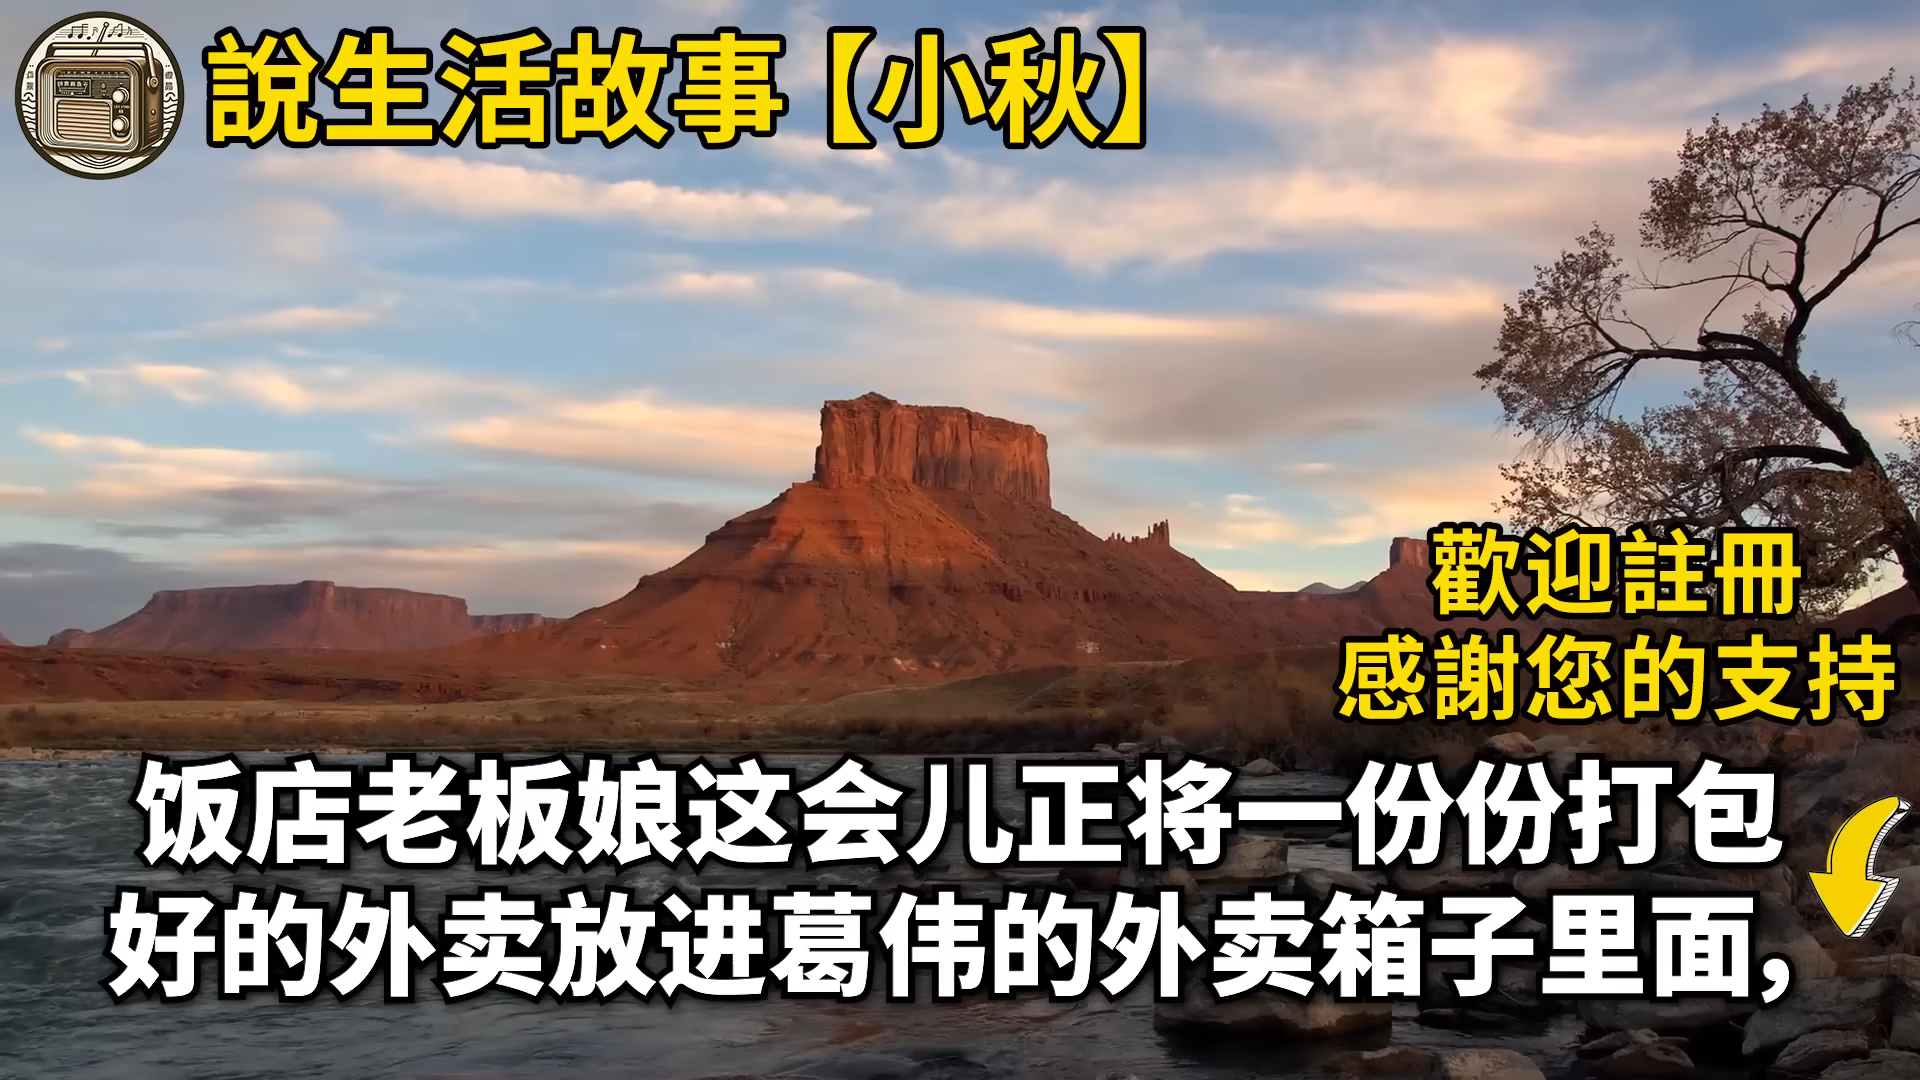 說生活故事【小秋】
歡迎註冊
感謝您的支持
饭店老板娘这会儿正将一份份打包
好的外卖放进葛伟的外卖箱子里面,